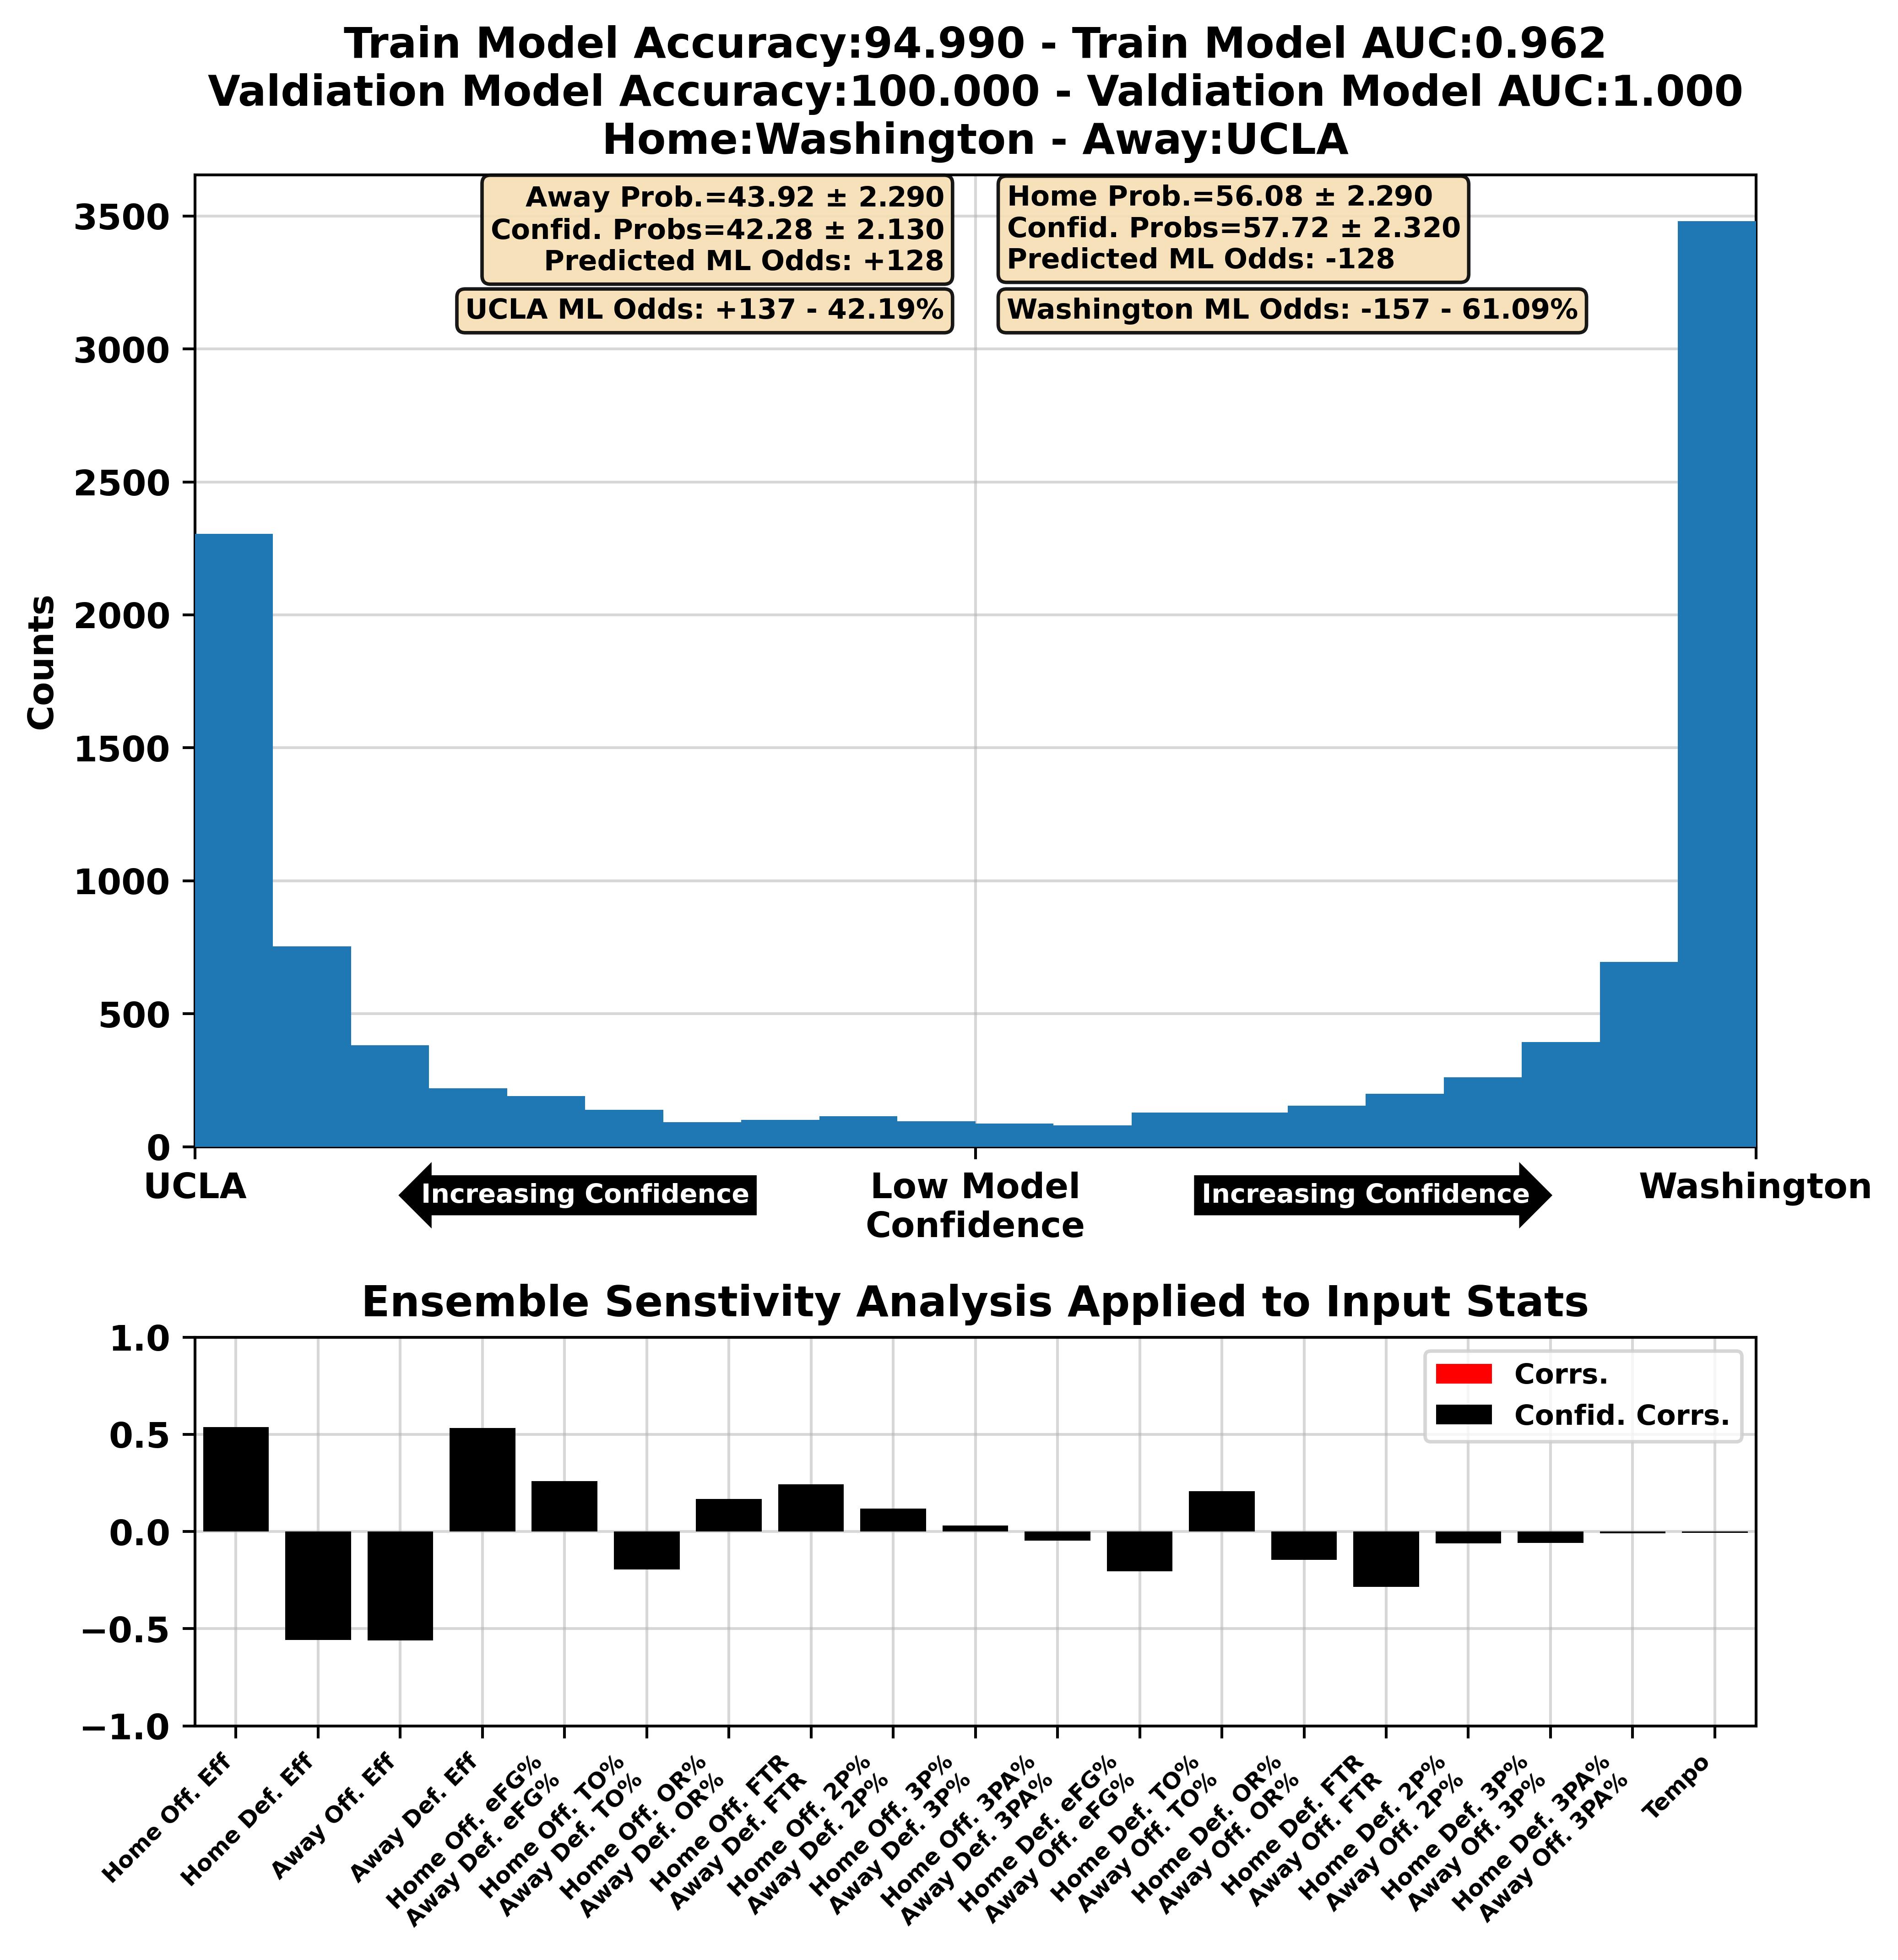 Train Model Accuracy:94.990 - Train Model AUC:0.962
Valdiation Model Accuracy:100.000 - Valdiation Model AUC:1.000
Home:Washington - Away:UCLA
Away Prob.=43.92 ± 2.290
Confid. Probs=42.28 ± 2.130
Predicted ML Odds: +128
UCLA ML Odds: +137 - 42.19%
Home Prob.=56.08 ± 2.290
Confid. Probs=57.72 ± 2.320
Predicted ML Odds: -128
Washington ML Odds: -157 - 61.09%
Counts
3500
3000
2500
2000
1500
1000
500
0
UCLA
Increasing Confidence
Low Model
Confidence
Increasing Confidence
Washington
Ensemble Senstivity Analysis Applied to Input Stats
1.0
0.5
0.0
−0.5
−1.0
Corrs.
Confid. Corrs.
Home Off. Eff
Home Def. Eff
Away Off. Eff
Away Def. Eff
Home Off. eFG%
Away Def. eFG%
Home Off. TO%
Away Def. TO%
Home Off. OR%
Away Def. OR%
Home Off. FTR
Away Def. FTR
Home Off. 2P%
Away Def. 2P%
Home Off. 3P%
Away Def. 3P%
Home Off. 3PA%
Away Def. 3PA%
Home Def. eFG%
Away Off. eFG%
Home Def. TO%
Away Off. TO%
Home Def. OR%
Away Off. OR%
Home Def. FTR
Away Off. FTR
Home Def. 2P%
Away Off. 2P%
Home Def. 3P%
Away Off. 3P%
Home Def. 3PA%
Away Off. 3PA%
Tempo